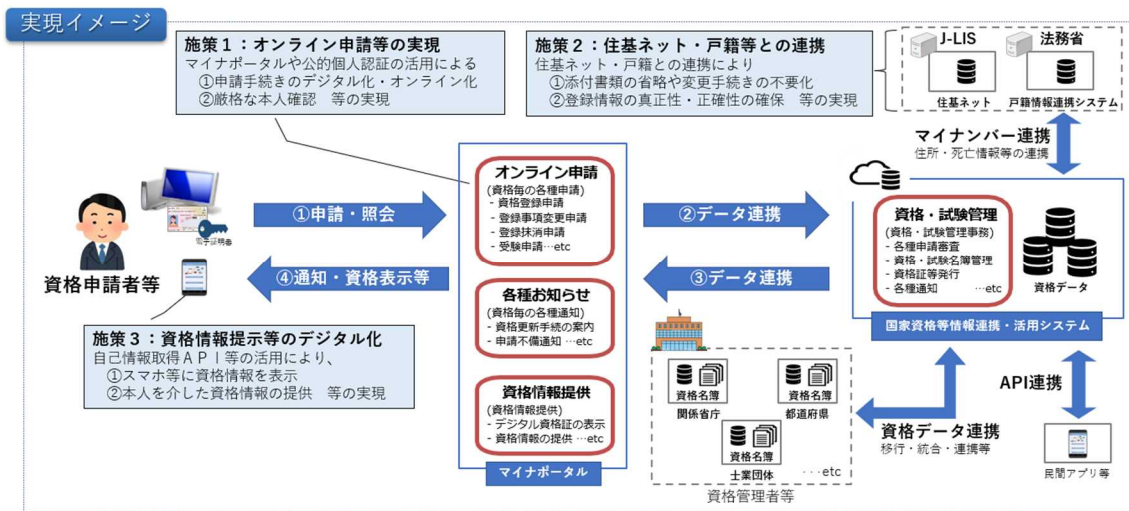 実現イメージ
施策１：オンライン申請等の実現
マイナポータルや公的個人認証の活用による
①申請手続きのデジタル化・オンライン化
②厳格な本人確認　等の実現
施策２：住基ネット・戸籍等との連携
住基ネット・戸籍との連携により
①添付書類の省略や変更手続きの不要化
②登録情報の真正性・正確性の確保　等の実現
J-LIS
住基ネット
法務省
戸籍情報連携システム
マイナンバー連携
住所・死亡情報等の連携
電子証明書
資格申請者等
①申請・照会
④通知・資格表示等
オンライン申請
(資格毎の各種申請)
- 資格登録申請
- 登録事項変更申請
- 登録抹消申請
- 受験申請…etc
各種お知らせ
(資格毎の各種通知)
- 資格更新手続の案内
- 申請不備通知 …etc
資格情報提供
(資格情報提供)
- デジタル資格証の表示
- 資格情報の提供 …etc
マイナポータル
②データ連携
③データ連携
資格・試験管理
(資格・試験管理事務)
- 各種申請審査
- 資格・試験名簿管理
- 資格証等発行
- 各種通知　…etc
資格データ
国家資格等情報連携・活用システム
施策３：資格情報提示等のデジタル化
自己情報取得ＡＰＩ等の活用により、
①スマホ等に資格情報を表示
②本人を介した資格情報の提供　等の実現
資格名簿
関係省庁
資格名簿
都道府県
資格名簿
士業団体
…etc
資格管理者等
資格データ連携
移行・統合・連携等
API連携
民間アプリ等